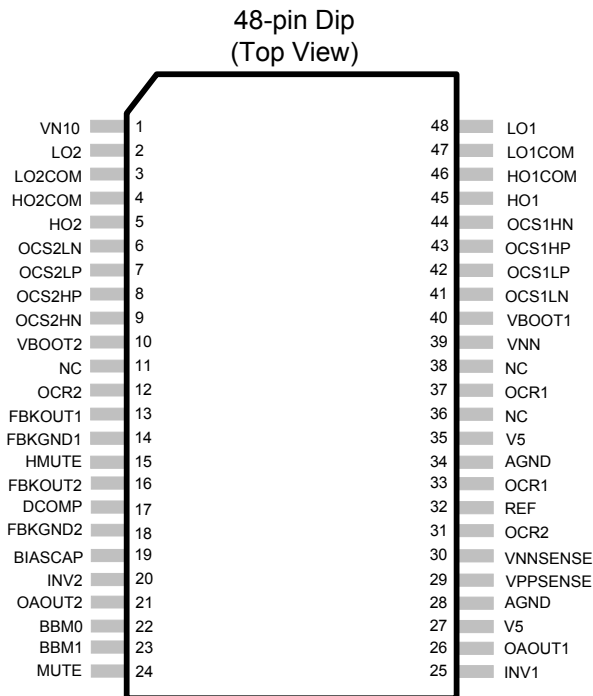 48-pin Dip
(Top View)
VN10 1 48 LO1
LO2 2 47 LO1COM
LO2COM 3 46 HO1COM
HO2COM 4 45 HO1
HO2 5 44 OCS1HN
OCS2LN 6 43 OCS1HP
OCS2LP 7 42 OCS1LP
OCS2HP 8 41 OCS1LN
OCS2HN 9 40 VBOOT1
VBOOT2 10 39 VNN
NC 11 38 NC
OCR2 12 37 OCR1
FBKOUT1 13 36 NC
FBKGND1 14 35 V5
HMUTE 15 34 AGND
FBKOUT2 16 33 OCR1
DCOMP 17 32 REF
FBKGND2 18 31 OCR2
BIASCAP 19 30 VNNSENSE
INV2 20 29 VPPSENSE
OAOUT2 21 28 AGND
BBM0 22 27 V5
BBM1 23 26 OAOUT1
MUTE 24 25 INV1